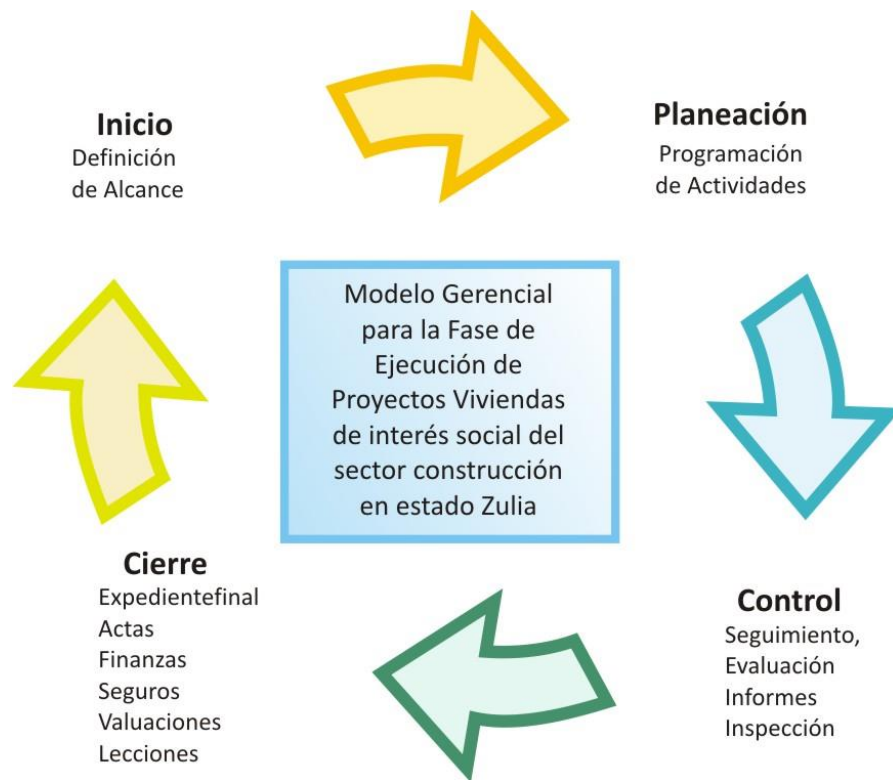 Inicio
Definición
de Alcance
Planeación
Programación
de Actividades
Modelo Gerencial
para la Fase de
Ejecución de
Proyectos Viviendas
de interés social del
sector construcción
en estado Zulia
Cierre
Expedientefinal
Actas
Finanzas
Seguros
Valuaciones
Lecciones
Control
Seguimiento,
Evaluación
Informes
Inspección